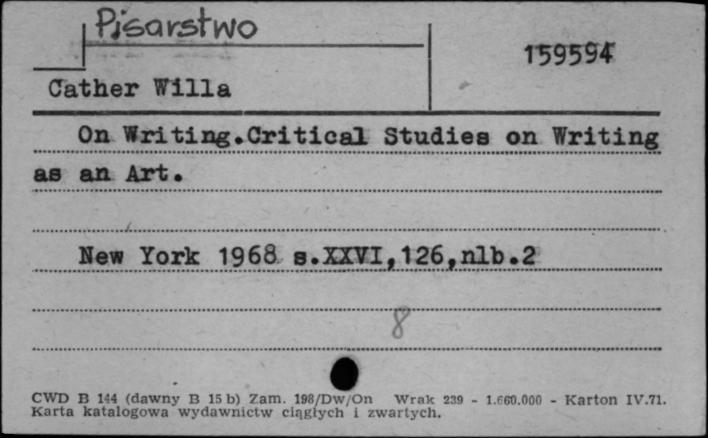 Pisarstwo
159594
Cather Willa
On Writing.Critical Studies on Writing
as an Art.
New York 1968 s.XXVI,126,nlb.2
8
CWD B 144 (dawny B 15 b) Zam. 198/Dw/On Wrak 239 - 1.660.000 - Karton IV.71.
Karta katalogowa wydawnictw ciągłych i zwartych.